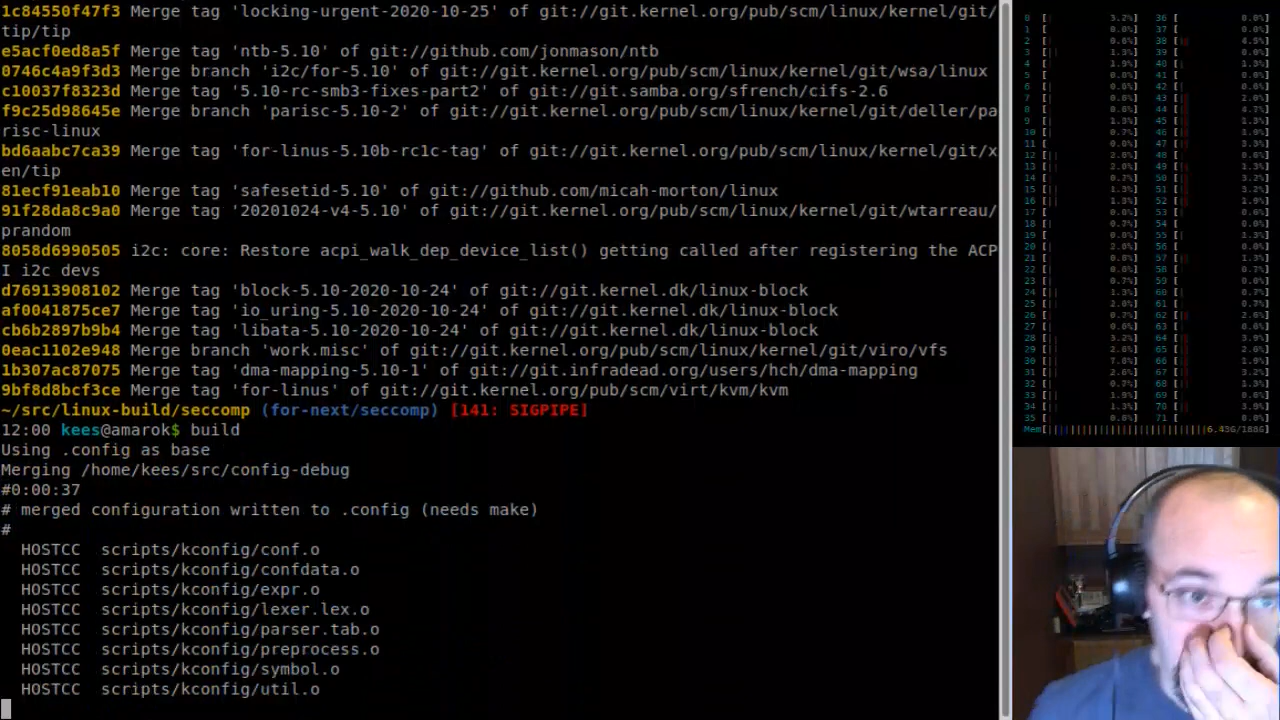 1c84550f47f3 Merge tag 'locking-urgent-2020-10-25' of git://git.kernel.org/pub/scm/linux/kernel/git/
tip/tip
e5acf0ed8a5f Merge tag 'ntb-5.10' of git://github.com/jonmason/ntb
0746c4a9f3d3 Merge branch 'i2c/for-5.10' of git://git.kernel.org/pub/scm/linux/kernel/git/wsa/linux
c10037f8323d Merge tag '5.10-rc-smb3-fixes-part2' of git://git.samba.org/sfrench/cifs-2.6
f9c25d98645e Merge branch 'parisc-5.10-2' of git://git.kernel.org/pub/scm/linux/kernel/git/deller/pa
risc-linux
bd6aabc7ca39 Merge tag 'for-linus-5.10b-rc1c-tag' of git://git.kernel.org/pub/scm/linux/kernel/git/x
en/tip
81ecf91eab10 Merge tag 'safesetid-5.10' of git://github.com/micah-morton/linux
91f28da8c9a0 Merge tag '20201024-v4-5.10' of git://git.kernel.org/pub/scm/linux/kernel/git/wtarreau/
prandom
8058d6990505 i2c: core: Restore acpi_walk_dep_device_list() getting called after registering the ACP
I i2c devs
d76913908102 Merge tag 'block-5.10-2020-10-24' of git://git.kernel.dk/linux-block
af0041875ce7 Merge tag 'io_uring-5.10-2020-10-24' of git://git.kernel.dk/linux-block
cb6b2897b9b4 Merge tag 'libata-5.10-2020-10-24' of git://git.kernel.dk/linux-block
0eac1102e948 Merge branch 'work.misc' of git://git.kernel.org/pub/scm/linux/kernel/git/viro/vfs
1b307ac87075 Merge tag 'dma-mapping-5.10-1' of git://git.infradead.org/users/hch/dma-mapping
9bf8d8bcf3ce Merge tag 'for-linus' of git://git.kernel.org/pub/scm/virt/kvm/kvm
~/src/linux-build/seccomp (for-next/seccomp) [141: SIGPIPE]
12:00 kees@amarok$ build
Using .config as base
Merging /home/kees/src/config-debug
#0:00:37
# merged configuration written to .config (needs make)
#
HOSTCC scripts/kconfig/conf.o
HOSTCC scripts/kconfig/confdata.o
HOSTCC scripts/kconfig/expr.o
HOSTCC scripts/kconfig/lexer.lex.o
HOSTCC scripts/kconfig/parser.tab.o
HOSTCC scripts/kconfig/preprocess.o
HOSTCC scripts/kconfig/symbol.o
HOSTCC scripts/kconfig/util.o
Mem[ 6.43G/188G]